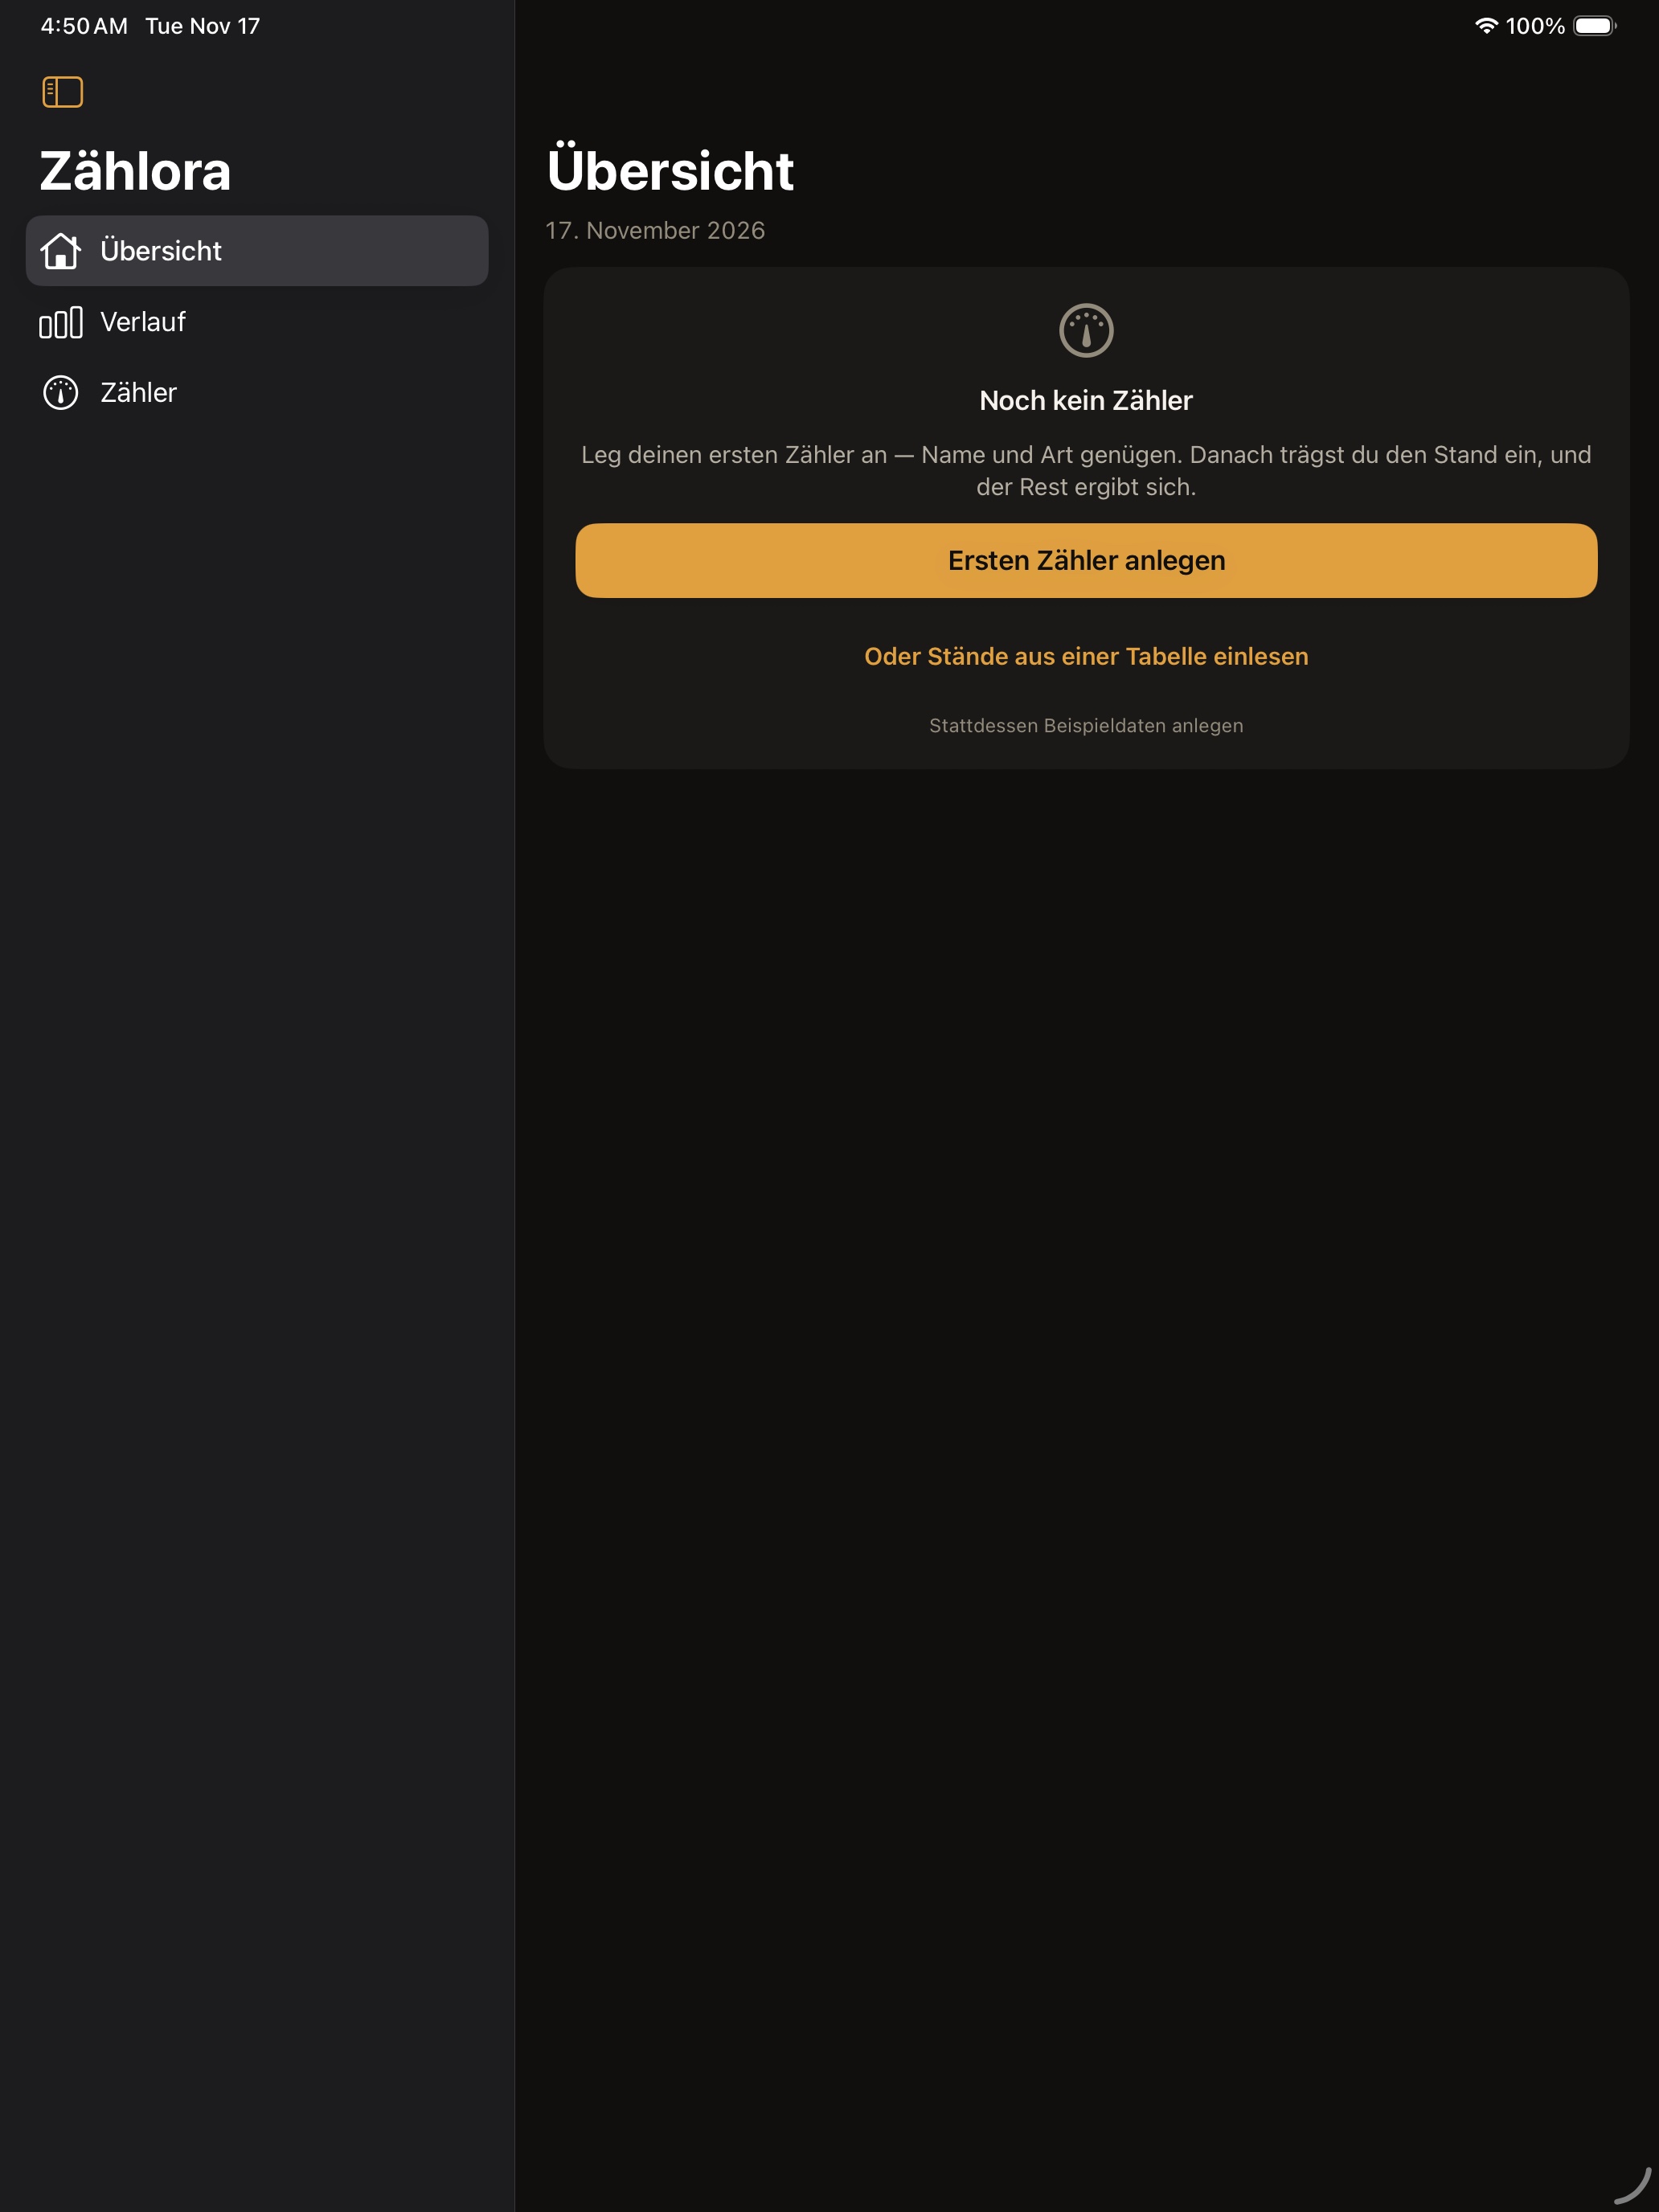 4:50 AM Tue Nov 17
100%
Zählora
Übersicht
Verlauf
Zähler
Übersicht
17. November 2026
Noch kein Zähler
Leg deinen ersten Zähler an — Name und Art genügen. Danach trägst du den Stand ein, und
der Rest ergibt sich.
Ersten Zähler anlegen
Oder Stände aus einer Tabelle einlesen
Stattdessen Beispieldaten anlegen